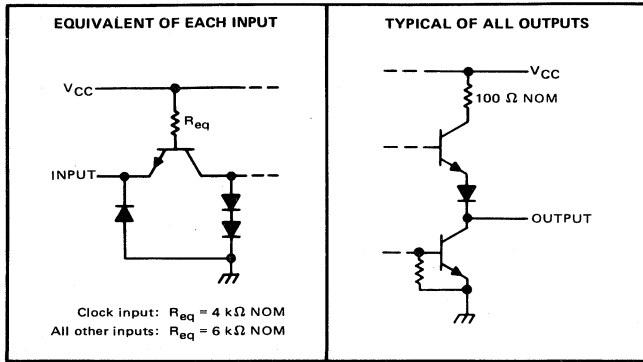 EQUIVALENT OF EACH INPUT
VCC
Req
INPUT
Clock input: Req = 4 kΩ NOM
All other inputs: Req = 6 kΩ NOM
TYPICAL OF ALL OUTPUTS
VCC
100 Ω NOM
OUTPUT